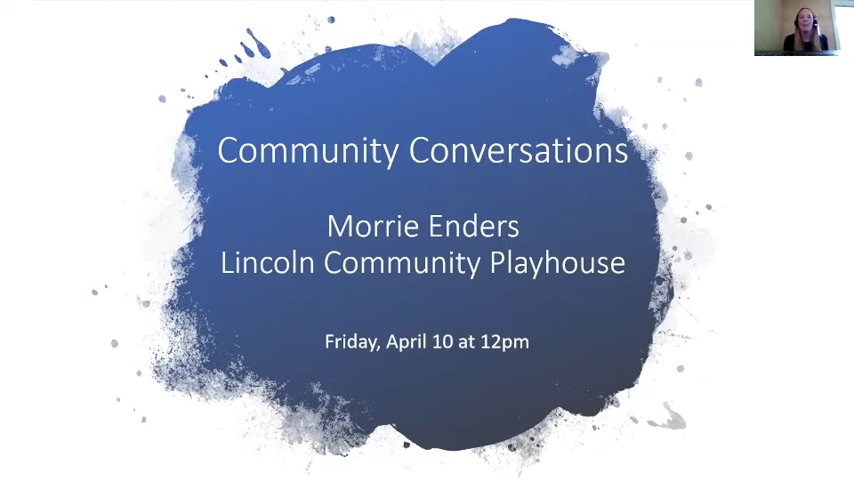 Community Conversations
Morrie Enders
Lincoln Community Playhouse
Friday, April 10 at 12pm